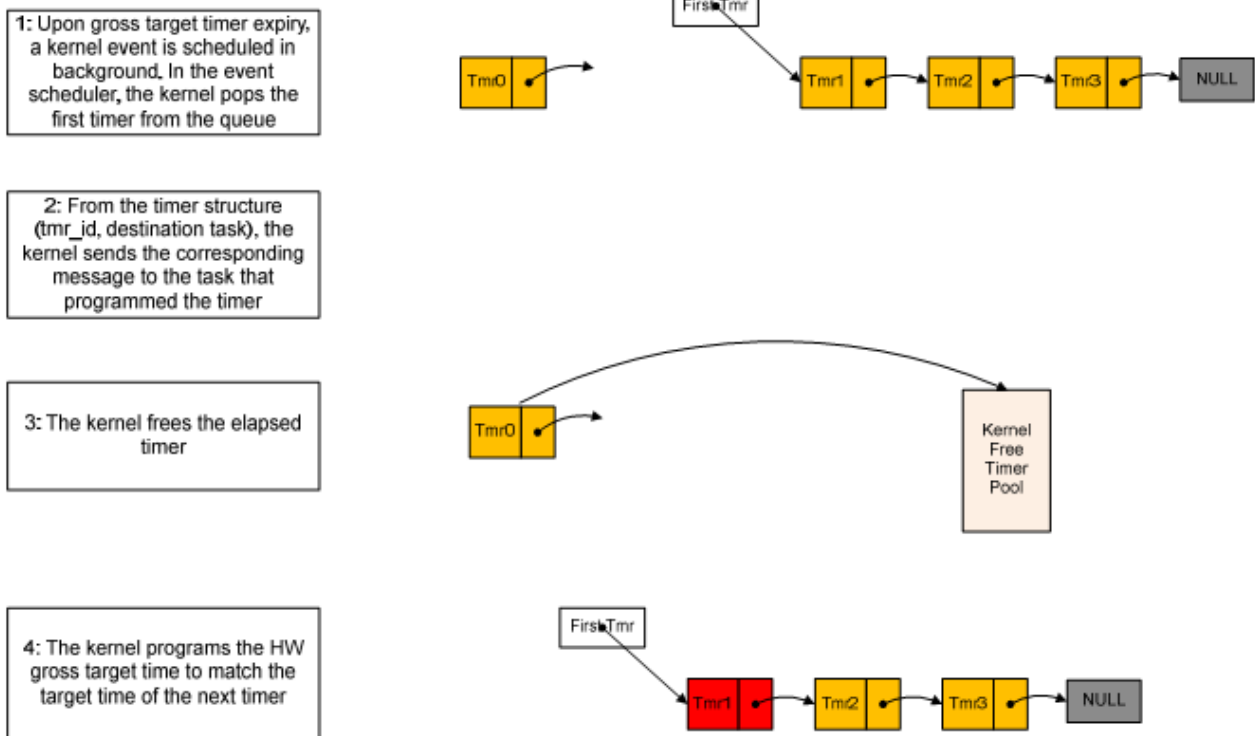 First Tmr
1: Upon gross target timer expiry,
a kernel event is scheduled in
background. In the event
scheduler, the kernel pops the
first timer from the queue
Tmr0
Tmr1
Tmr2
Tmr3
NULL
2: From the timer structure
(tmr_id, destination task), the
kernel sends the corresponding
message to the task that
programmed the timer
3: The kernel frees the elapsed
timer
Tmr0
Kernel
Free
Timer
Pool
4: The kernel programs the HW
gross target time to match the
target time of the next timer
First Tmr
Tmr1
Tmr2
Tmr3
NULL